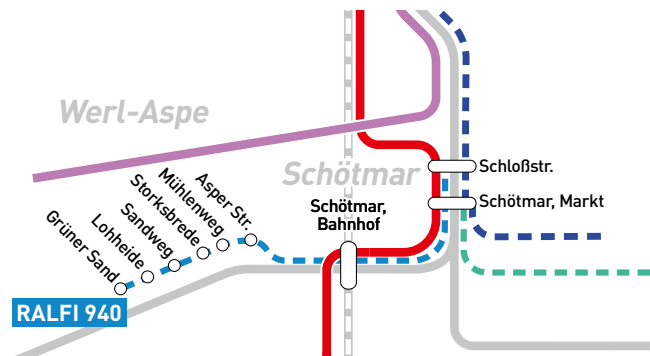 Werl-Aspe
Schötmar
Schloßstr.
Schötmar, Markt
Schötmar,
Bahnhof
Asper Str.
Mühlenweg
Storksbrede
Sandweg
Lohheide
Grüner Sand
RALFI 940